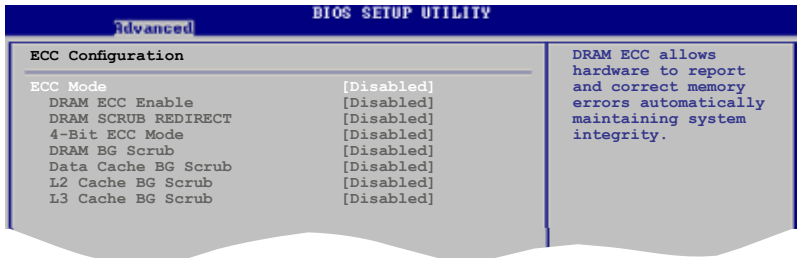 BIOS SETUP UTILITY
Advanced
ECC Configuration
ECC Mode [Disabled]
DRAM ECC Enable [Disabled]
DRAM SCRUB REDIRECT [Disabled]
4-Bit ECC Mode [Disabled]
DRAM BG Scrub [Disabled]
Data Cache BG Scrub [Disabled]
L2 Cache BG Scrub [Disabled]
L3 Cache BG Scrub [Disabled]
DRAM ECC allows
hardware to report
and correct memory
errors automatically
maintaining system
integrity.